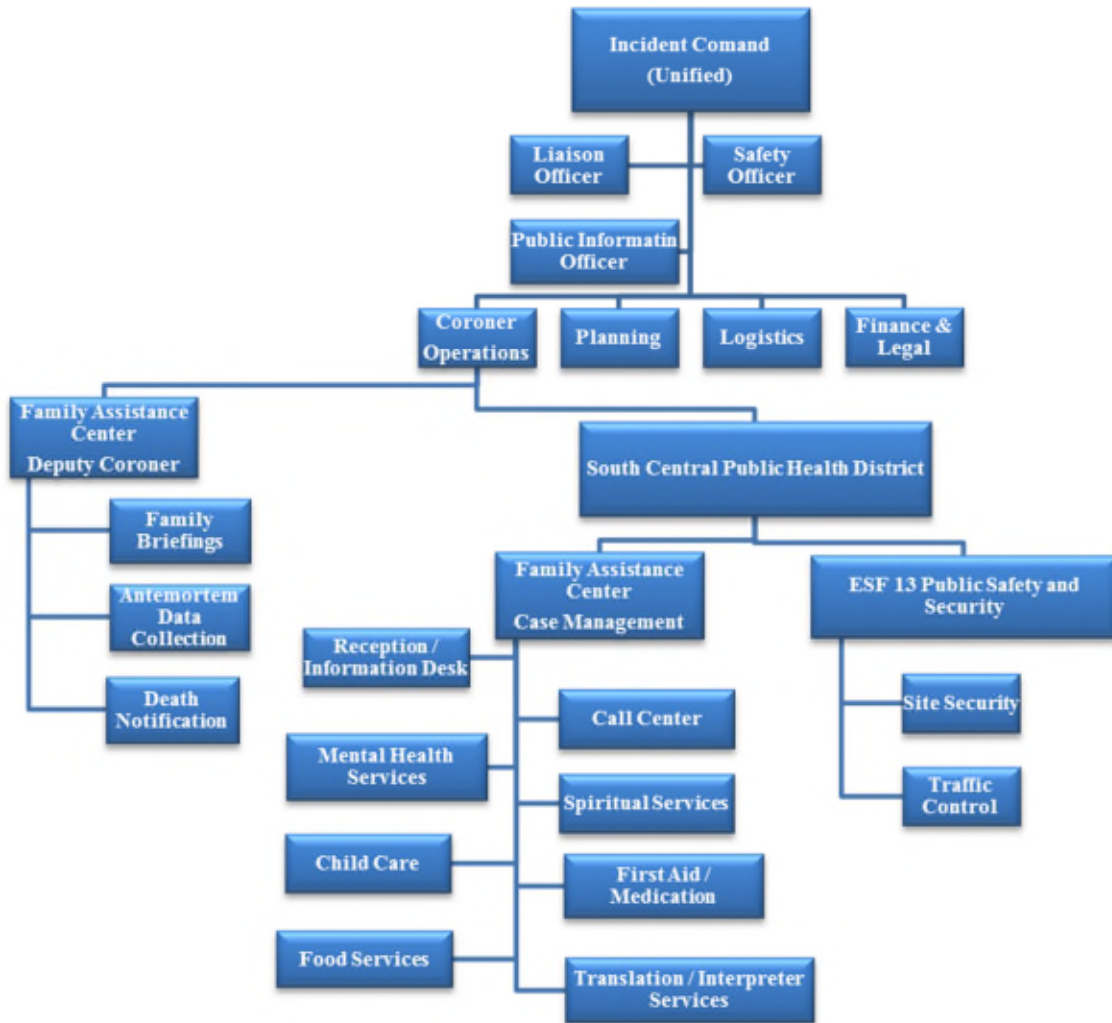 Incident Comand
(Unified)
Liaison
Officer
Safety
Officer
Public Informatin
Officer
Coroner
Operations
Planning
Logistics
Finance &
Legal
Family Assistance
Center
Deputy Coroner
South Central Public Health District
Family
Briefings
Antemortem
Data
Collection
Death
Notification
Family Assistance
Center
Case Management
ESF 13 Public Safety and
Security
Reception /
Information Desk
Call Center
Mental Health
Services
Spiritual Services
Child Care
First Aid /
Medication
Food Services
Translation / Interpreter
Services
Site Security
Traffic
Control